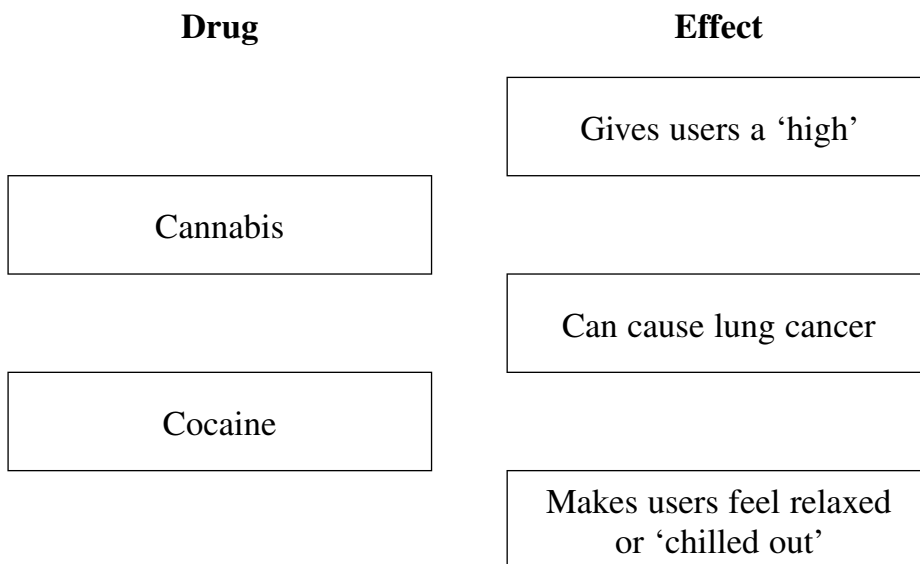 Drug
Effect
Gives users a ‘high’
Cannabis
Can cause lung cancer
Cocaine
Makes users feel relaxed
or ‘chilled out’